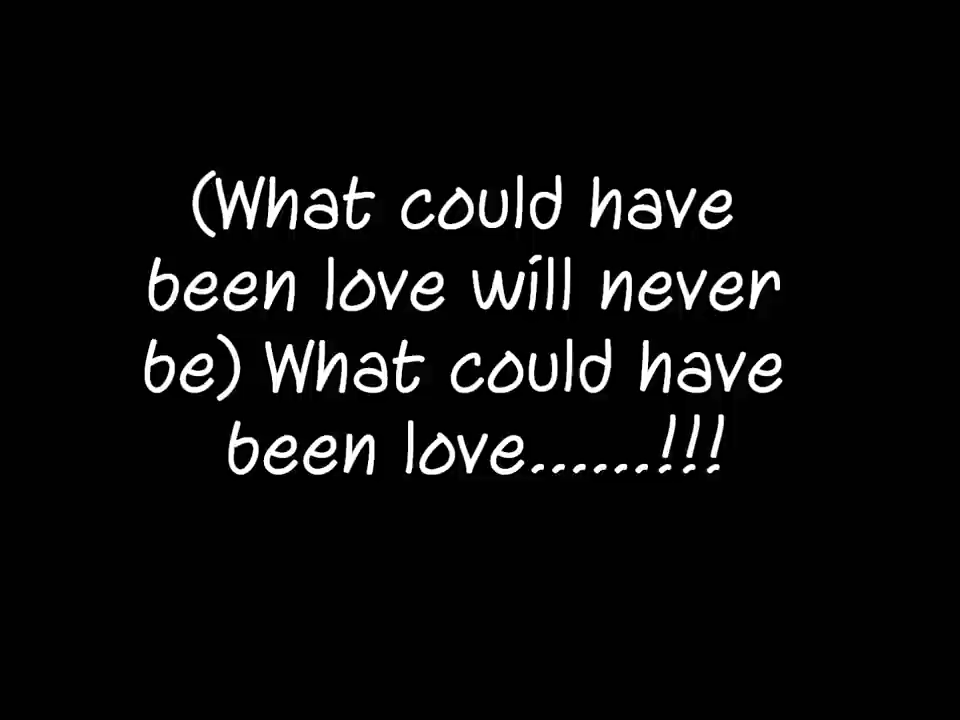 (What could have
been love will never
be) What could have
been love......!!!